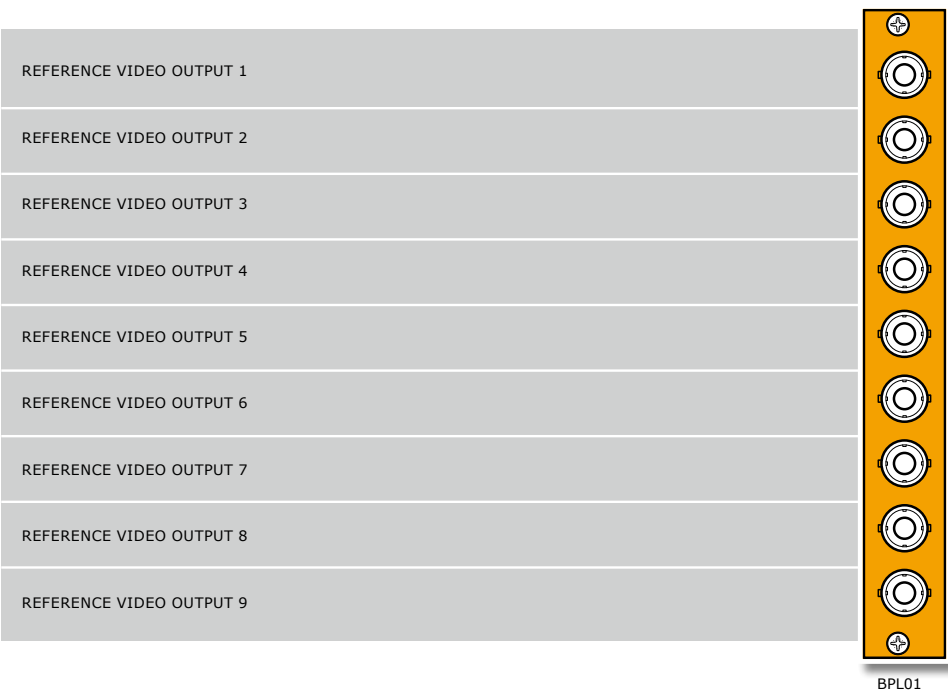 REFERENCE VIDEO OUTPUT 1
REFERENCE VIDEO OUTPUT 2
REFERENCE VIDEO OUTPUT 3
REFERENCE VIDEO OUTPUT 4
REFERENCE VIDEO OUTPUT 5
REFERENCE VIDEO OUTPUT 6
REFERENCE VIDEO OUTPUT 7
REFERENCE VIDEO OUTPUT 8
REFERENCE VIDEO OUTPUT 9
BPL01